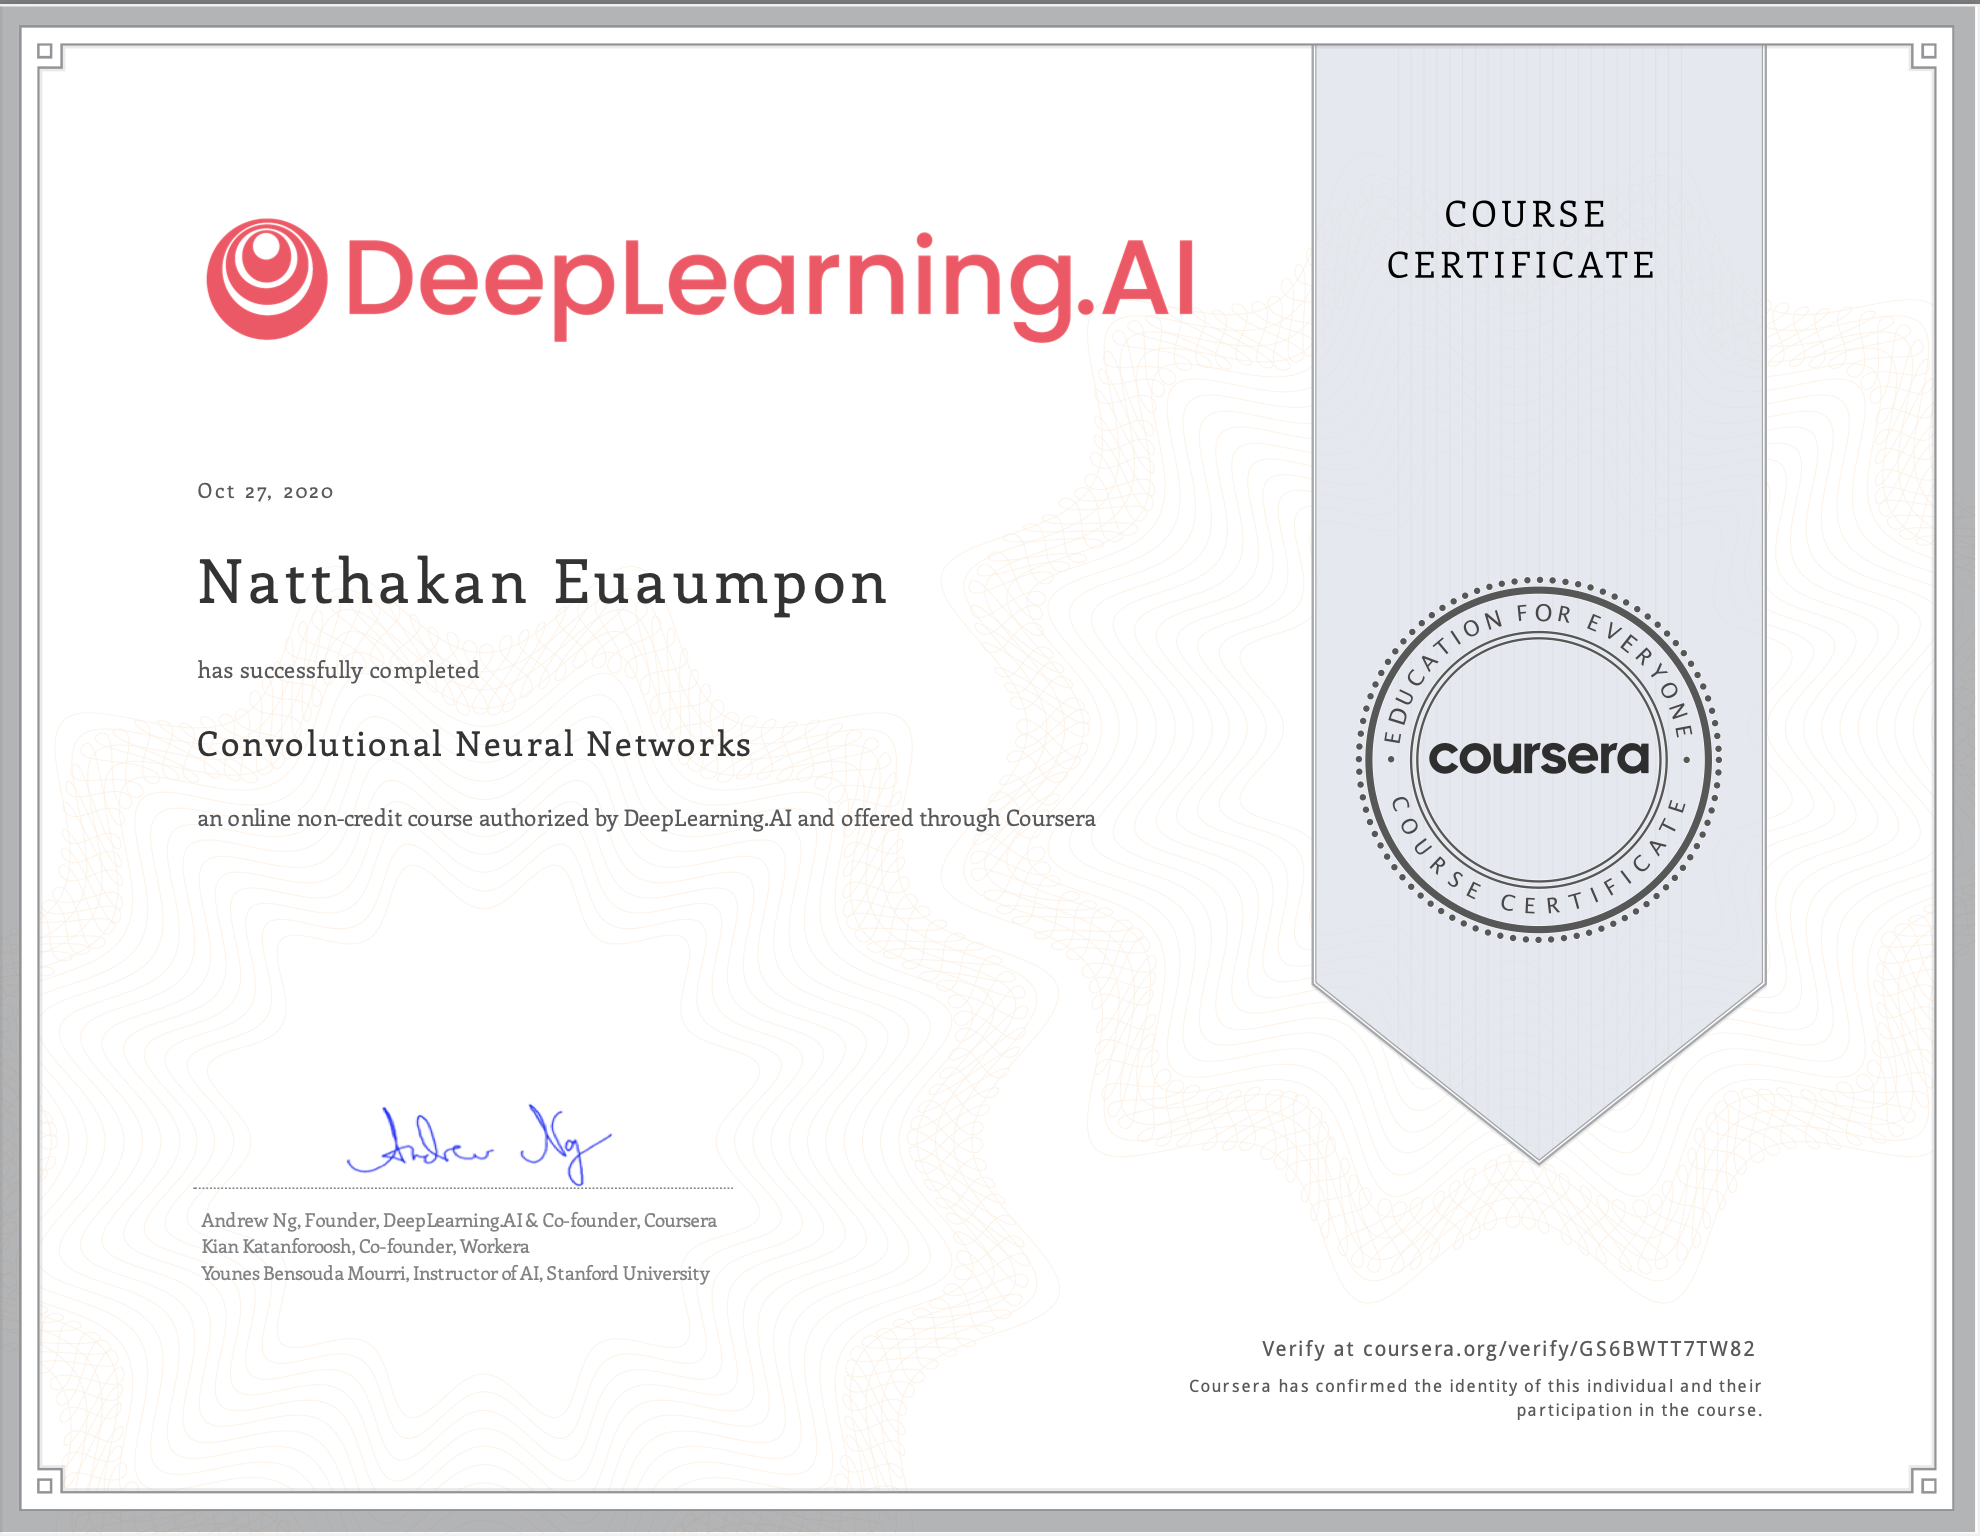 DeepLearning.AI
COURSE
CERTIFICATE
Oct 27, 2020
Natthakan Euaumpon
has successfully completed
Convolutional Neural Networks
an online non-credit course authorized by DeepLearning.AI and offered through Coursera
EDUCATION FOR EVERYONE
coursera
COURSE CERTIFICATE
Andrew Ng
Andrew Ng, Founder, DeepLearning.AI & Co-founder, Coursera
Kian Katanforoosh, Co-founder, Workera
Younes Bensouda Mourri, Instructor of AI, Stanford University
Verify at coursera.org/verify/GS6BWTT7TW82
Coursera has confirmed the identity of this individual and their
participation in the course.